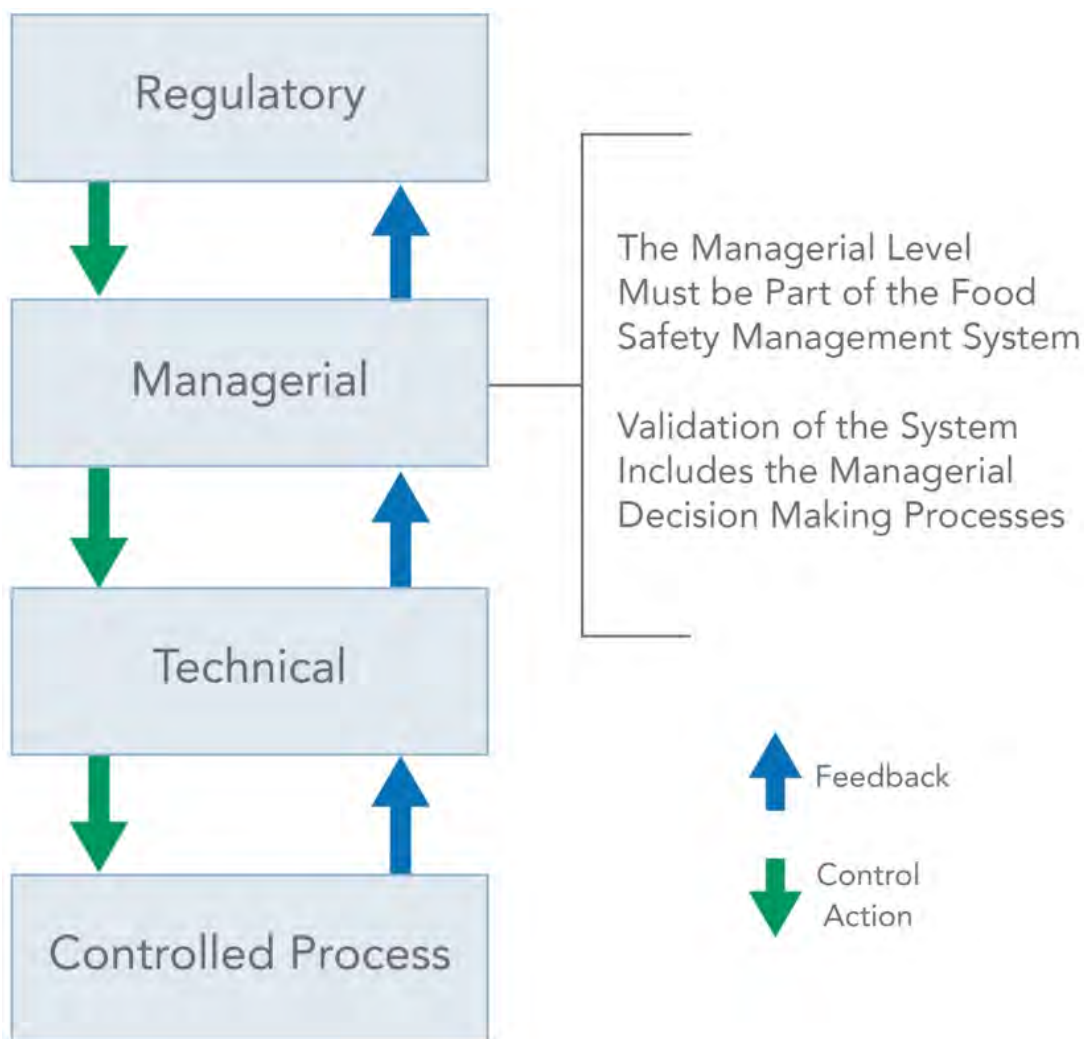 Regulatory
Managerial
The Managerial Level
Must be Part of the Food
Safety Management System
Validation of the System
Includes the Managerial
Decision Making Processes
Technical
Feedback
Control
Action
Controlled Process